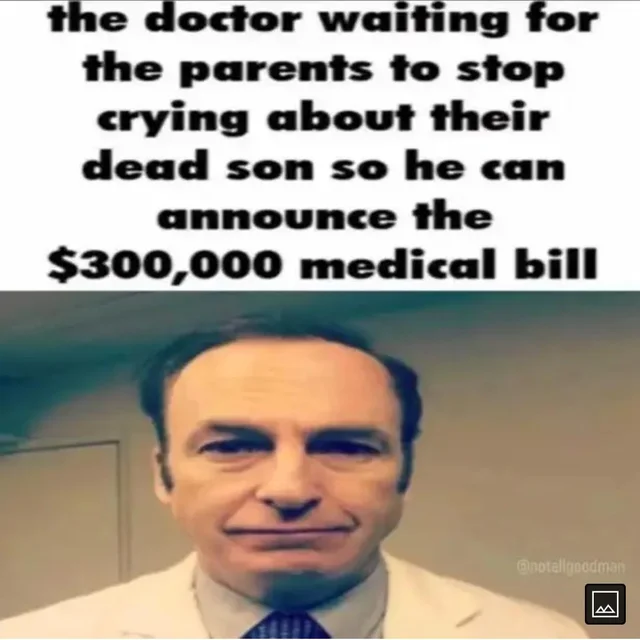 the doctor waiting for
the parents to stop
crying about their
dead son so he can
announce the
$300,000 medical bill
@notallgoodman